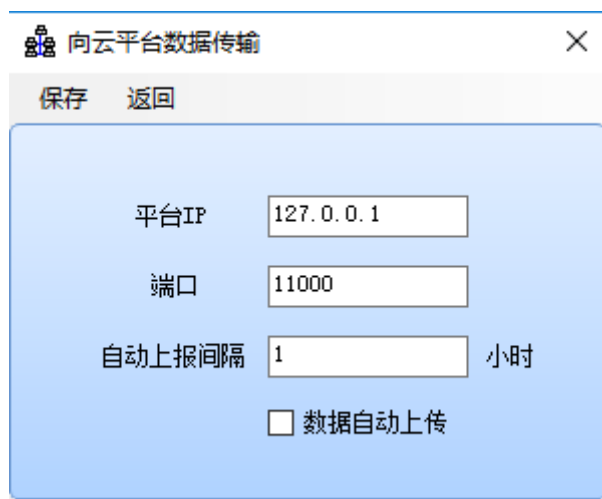 向云平台数据传输
保存 返回
平台IP 127.0.0.1
端口 11000
自动上报间隔 1 小时
数据自动上传